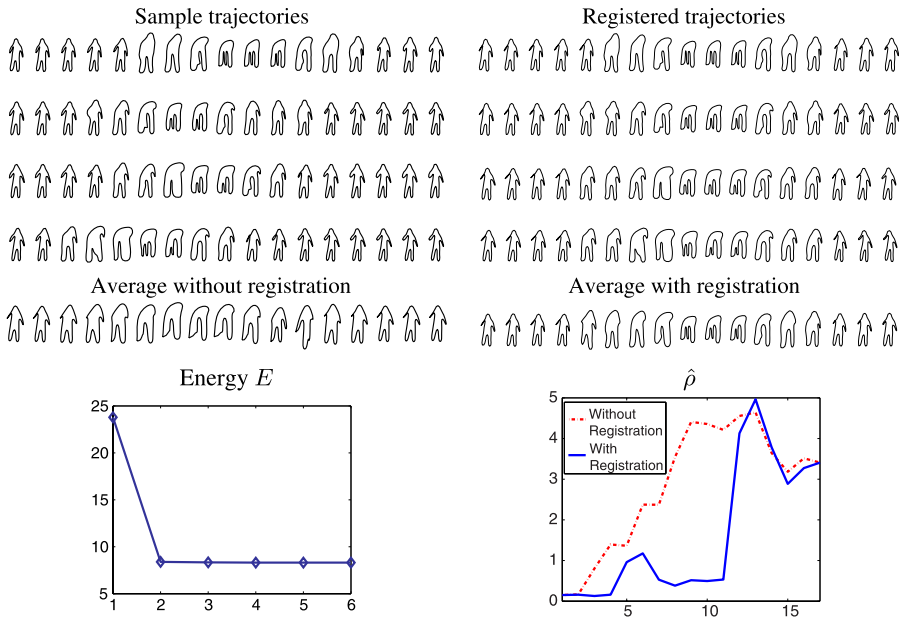 Sample trajectories
Registered trajectories
Average without registration
Average with registration
Energy E
25
20
15
10
5
1 2 3 4 5 6
ρ̂
5
4
3
2
1
0
5 10 15
Without
Registration
With
Registration